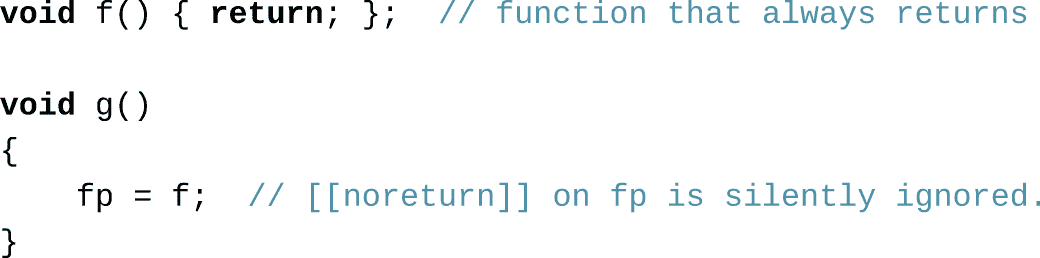 void f() { return; };  // function that always returns
void g()
{
    fp = f;  // [[noreturn]] on fp is silently ignored.
}